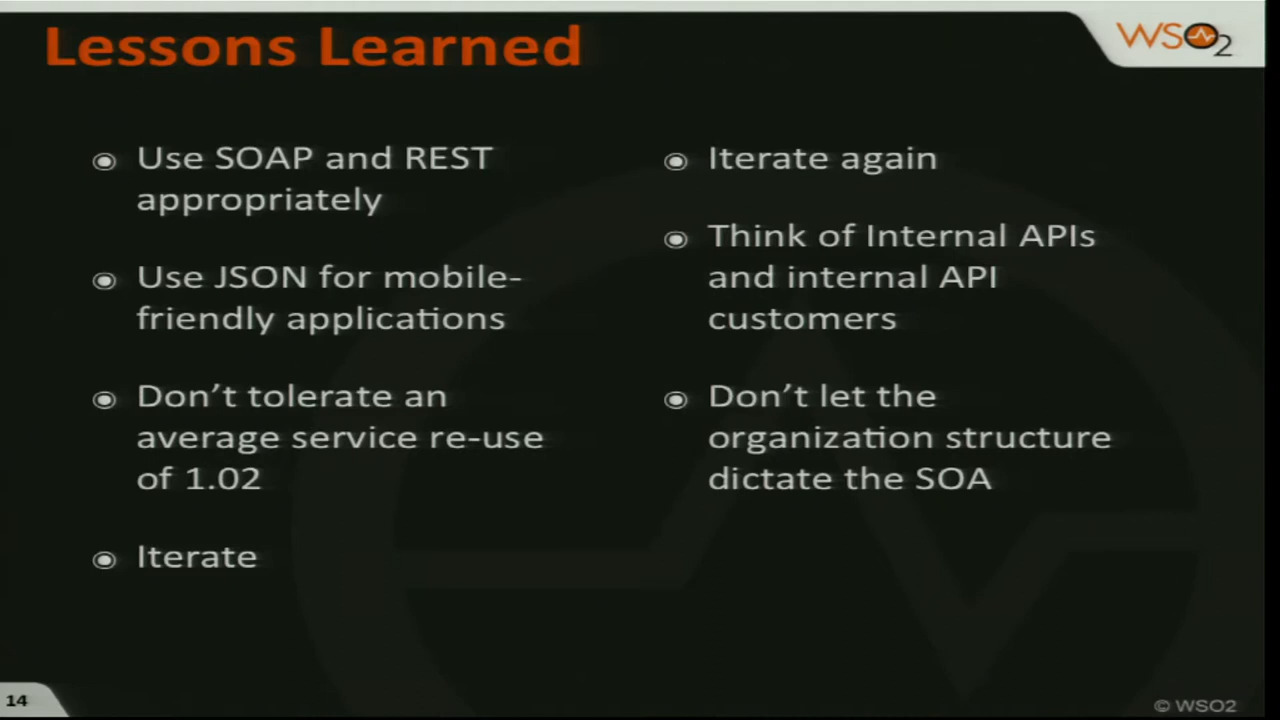 Lessons Learned
WSO2
Use SOAP and REST
appropriately
Use JSON for mobile-
friendly applications
Don't tolerate an
average service re-use
of 1.02
Iterate
Iterate again
Think of Internal APIs
and internal API
customers
Don't let the
organization structure
dictate the SOA
14
© WSO2